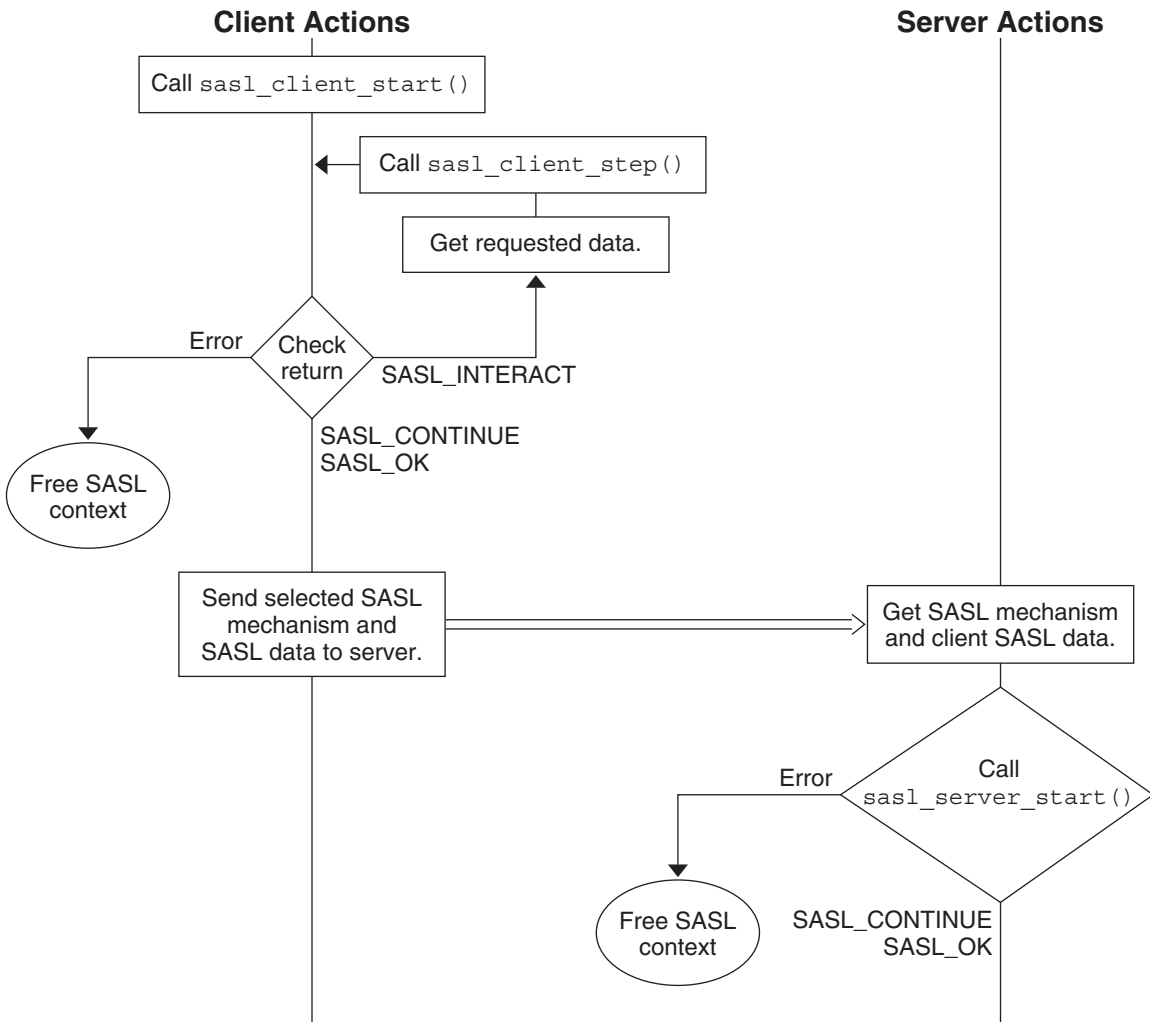 Client Actions
Server Actions
Call sasl_client_start()
Call sasl_client_step()
Get requested data.
Error
Check
return
SASL_INTERACT
SASL_CONTINUE
SASL_OK
Free SASL
context
Send selected SASL
mechanism and
SASL data to server.
Get SASL mechanism
and client SASL data.
Error
Call
sasl_server_start()
Free SASL
context
SASL_CONTINUE
SASL_OK